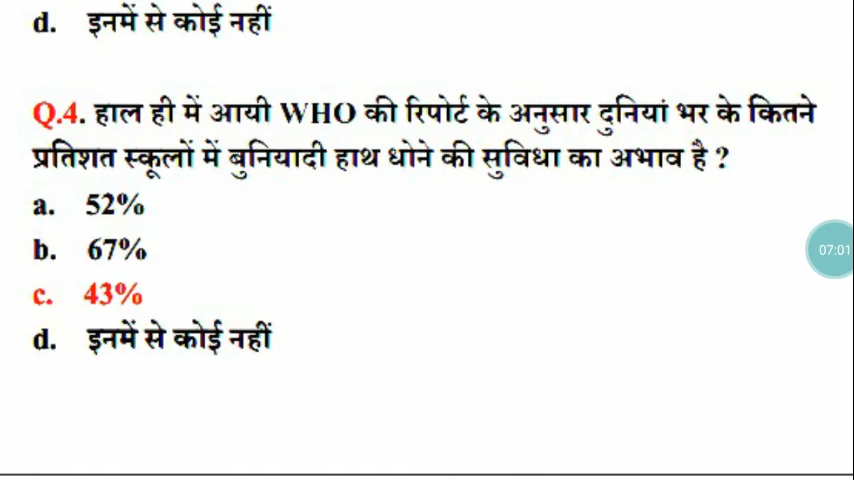 d. इनमें से कोई नहीं
Q.4. हाल ही में आयी WHO की रिपोर्ट के अनुसार दुनियां भर के कितने
प्रतिशत स्कूलों में बुनियादी हाथ धोने की सुविधा का अभाव है ?
a. 52%
b. 67%
07:01
c. 43%
d. इनमें से कोई नहीं